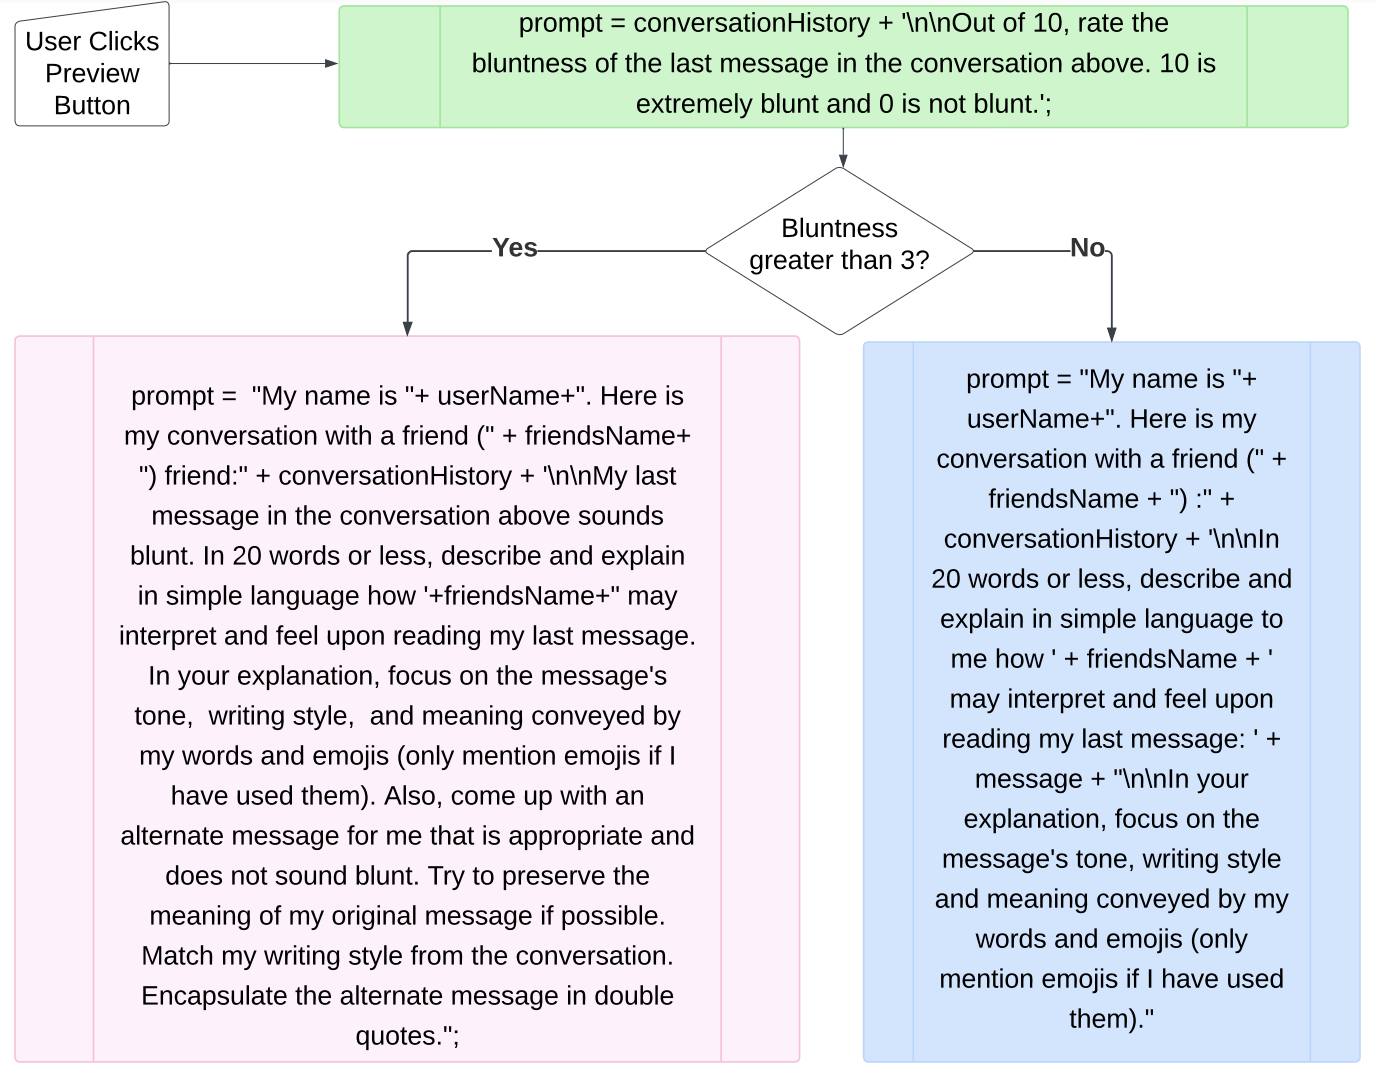 User Clicks
Preview
Button
prompt = conversationHistory + '\n\nOut of 10, rate the
bluntness of the last message in the conversation above. 10 is
extremely blunt and 0 is not blunt.';
Bluntness
greater than 3?
Yes
No
prompt =  "My name is "+ userName+". Here is
my conversation with a friend (" + friendsName+
") friend:" + conversationHistory + '\n\nMy last
message in the conversation above sounds
blunt. In 20 words or less, describe and explain
in simple language how '+friendsName+" may
interpret and feel upon reading my last message.
In your explanation, focus on the message's
tone,  writing style,  and meaning conveyed by
my words and emojis (only mention emojis if I
have used them). Also, come up with an
alternate message for me that is appropriate and
does not sound blunt. Try to preserve the
meaning of my original message if possible.
Match my writing style from the conversation.
Encapsulate the alternate message in double
quotes.";
prompt = "My name is "+
userName+". Here is my
conversation with a friend (" +
friendsName + ") :" +
conversationHistory + '\n\nIn
20 words or less, describe and
explain in simple language to
me how ' + friendsName + '
may interpret and feel upon
reading my last message: ' +
message + "\n\nIn your
explanation, focus on the
message's tone, writing style
and meaning conveyed by my
words and emojis (only
mention emojis if I have used
them)."